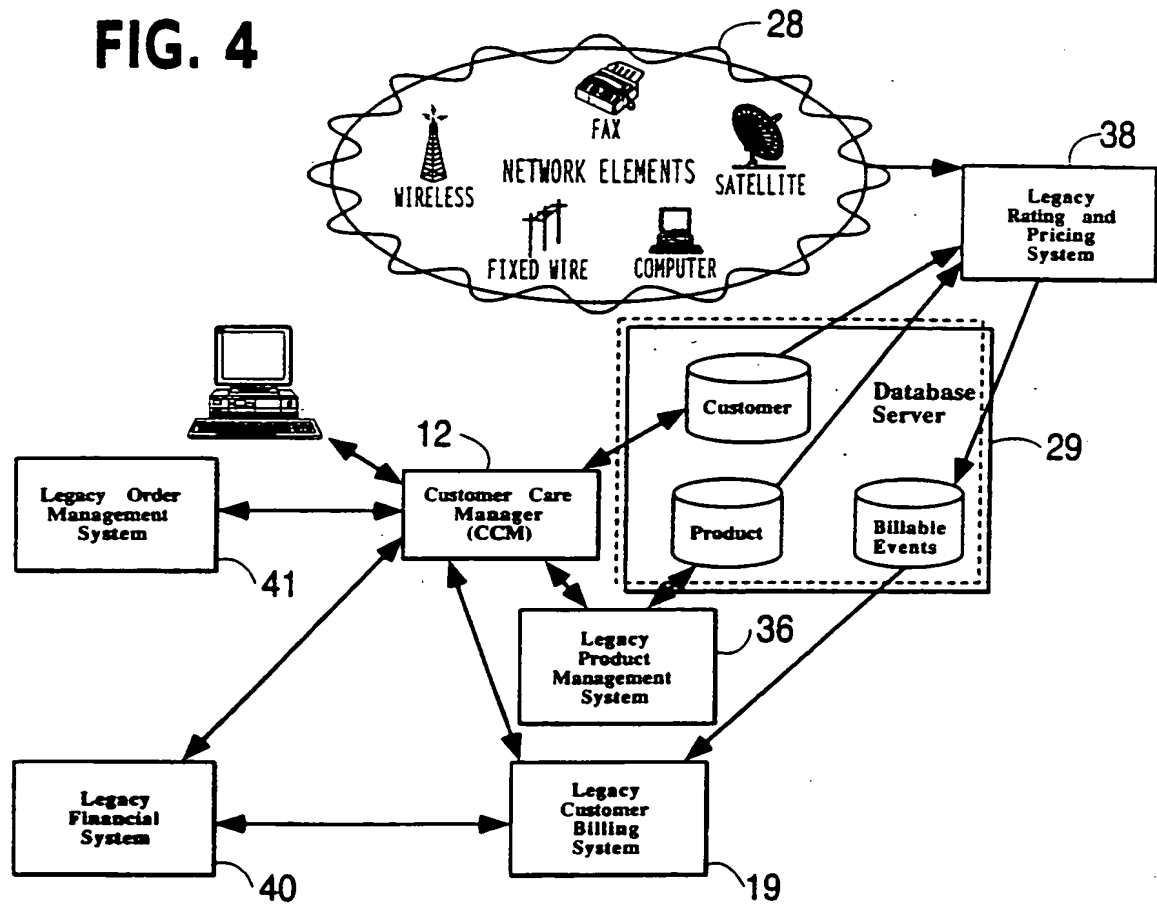 FIG. 4
28
FAX
WIRELESS
NETWORK ELEMENTS
SATELLITE
FIXED WIRE
COMPUTER
38
Legacy
Rating and
Pricing
System
Customer
Database
Server
29
Product
Billable
Events
12
Customer Care
Manager
(CCM)
Legacy Order
Management
System
41
Legacy
Product
Management
System
36
Legacy
Financial
System
40
Legacy
Customer
Billing
System
19